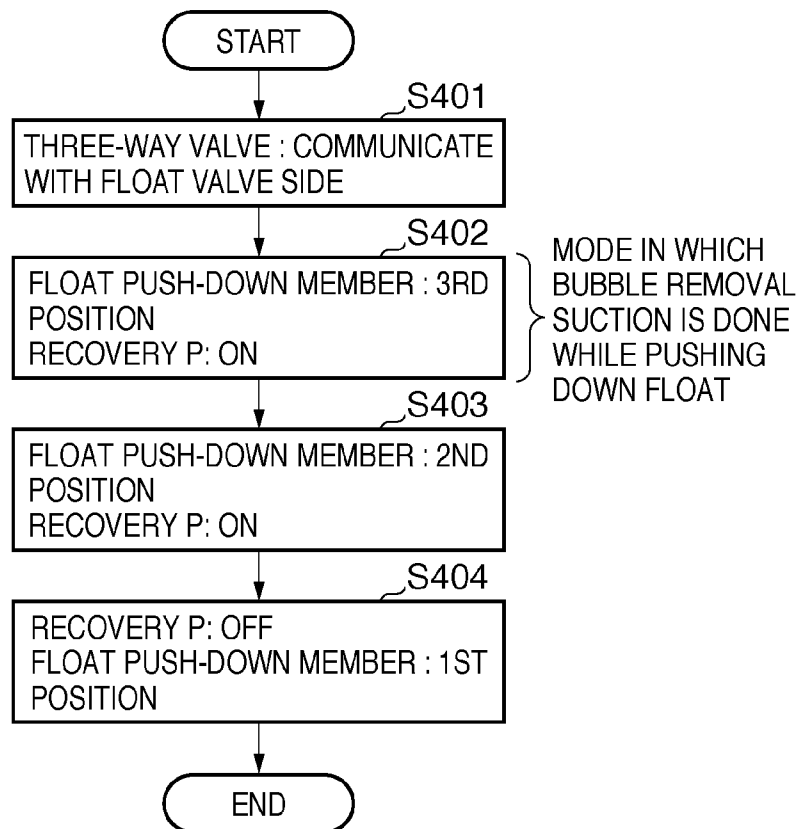 START
S401
THREE-WAY VALVE : COMMUNICATE
WITH FLOAT VALVE SIDE
S402
FLOAT PUSH-DOWN MEMBER : 3RD
POSITION
RECOVERY P: ON
MODE IN WHICH
BUBBLE REMOVAL
SUCTION IS DONE
WHILE PUSHING
DOWN FLOAT
S403
FLOAT PUSH-DOWN MEMBER : 2ND
POSITION
RECOVERY P: ON
S404
RECOVERY P: OFF
FLOAT PUSH-DOWN MEMBER : 1ST
POSITION
END